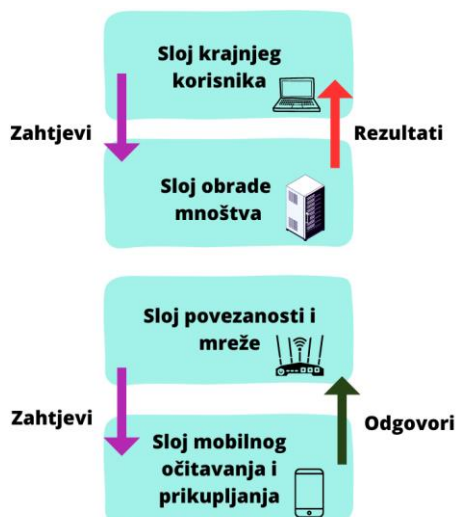 Sloj krajnjeg
korisnika
Zahtjevi
Rezultati
Sloj obrade
mnoštva
Sloj povezanosti i
mreže
Zahtjevi
Odgovori
Sloj mobilnog
očitavanja i
prikupljanja